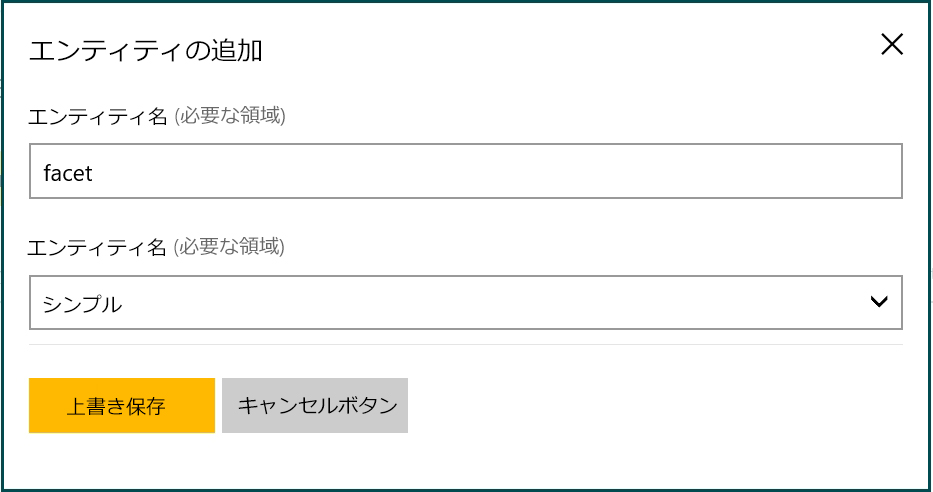 エンティティの追加
エンティティ名 (必要な領域)
facet
エンティティ名 (必要な領域)
シンプル
上書き保存 キャンセルボタン